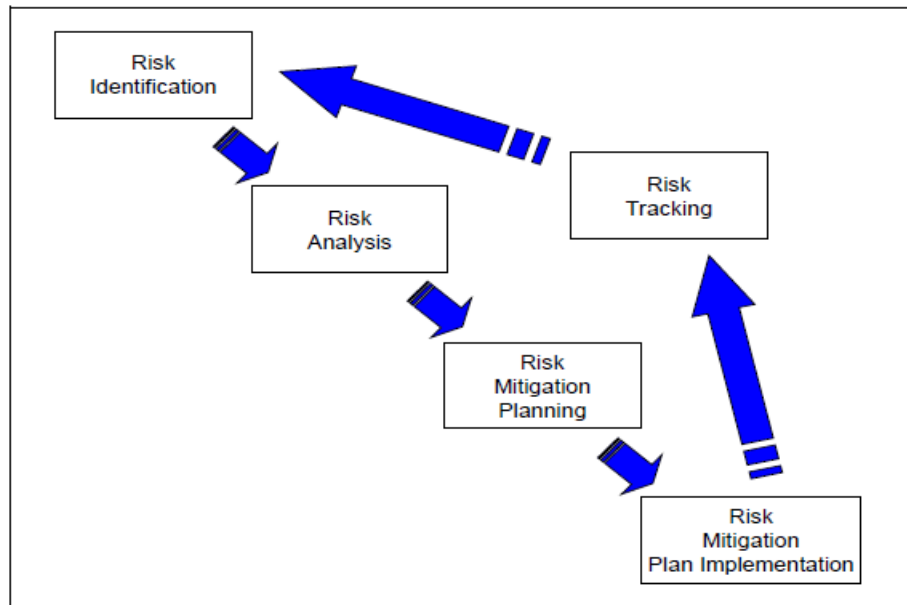 Risk
Identification
Risk
Tracking
Risk
Analysis
Risk
Mitigation
Planning
Risk
Mitigation
Plan Implementation